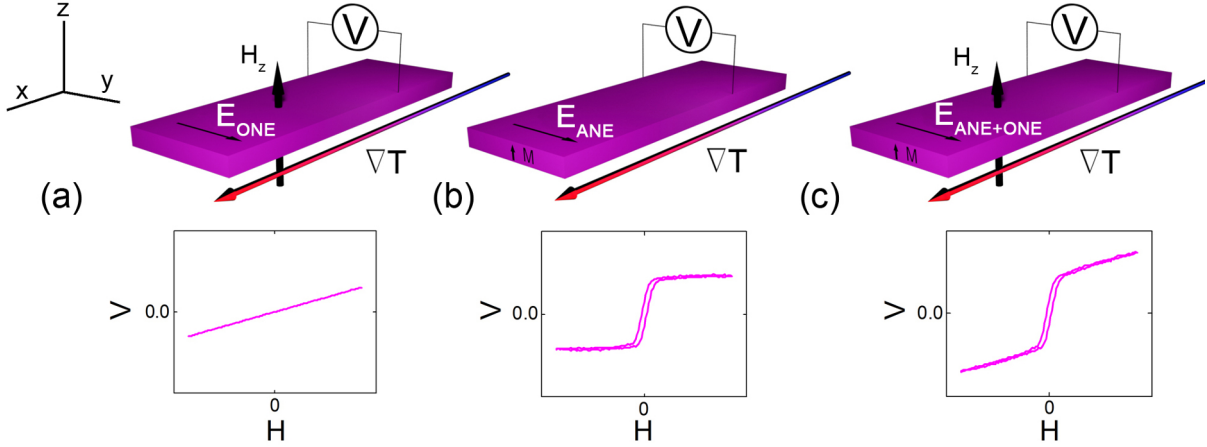 z
x
y
V
H_z
E_ONE
∇T
(a)
V
E_ANE
M
∇T
(b)
V
H_z
E_ANE+ONE
M
∇T
(c)
V
0.0
0
H
V
0.0
0
H
V
0.0
0
H